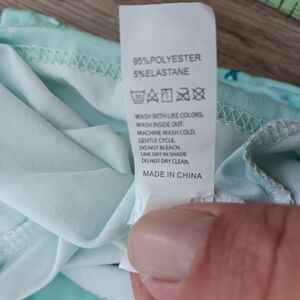 95%POLYESTER
5%ELASTANE
WASH WITH LIKE COLORS.
WASH INSIDE OUT.
MACHINE WASH COLD.
GENTLE CYCLE.
DO NOT BLEACH.
LINE DRY IN SHADE.
DO NOT DRY CLEAN.
MADE IN CHINA